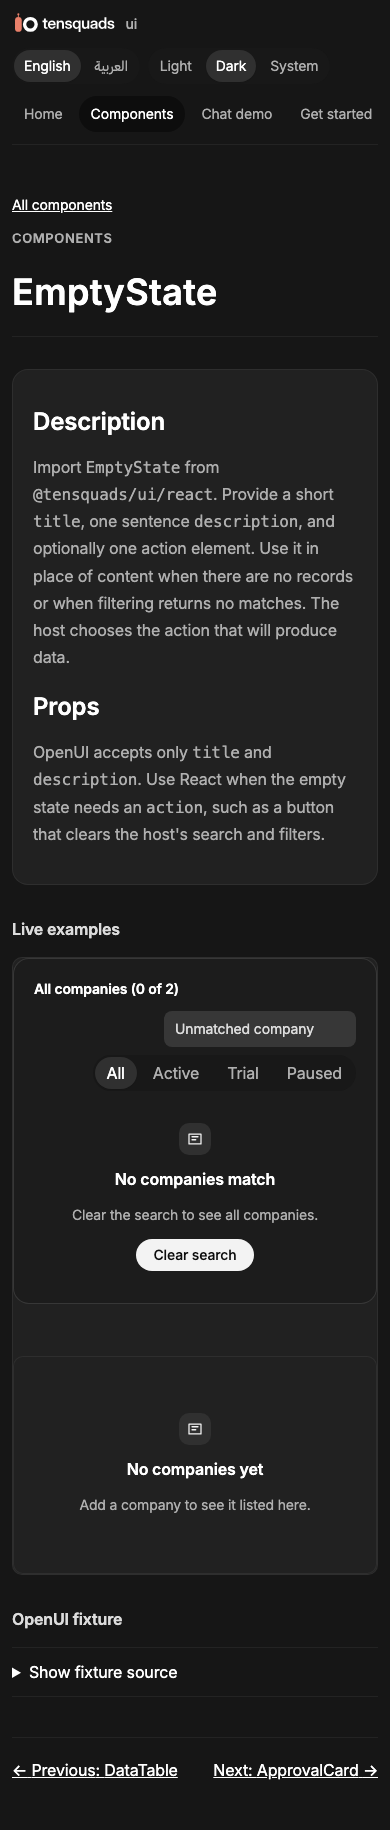 tensquads ui
English العربية Light Dark System
Home Components Chat demo Get started
All components
COMPONENTS
EmptyState
Description
Import EmptyState from
@tensquads/ui/react. Provide a short
title, one sentence description, and
optionally one action element. Use it in
place of content when there are no records
or when filtering returns no matches. The
host chooses the action that will produce
data.
Props
OpenUI accepts only title and
description. Use React when the empty
state needs an action, such as a button
that clears the host's search and filters.
Live examples
All companies (0 of 2)
Unmatched company
All Active Trial Paused
No companies match
Clear the search to see all companies.
Clear search
No companies yet
Add a company to see it listed here.
OpenUI fixture
▶ Show fixture source
← Previous: DataTable Next: ApprovalCard →